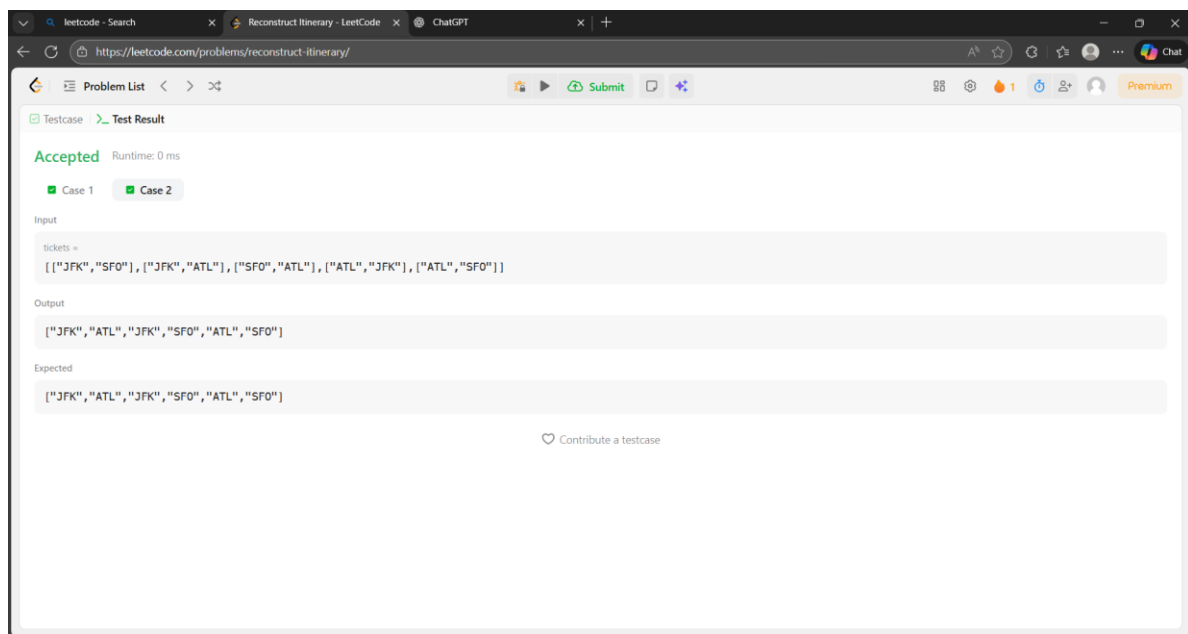 leetcode - Search Reconstruct Itinerary - LeetCode ChatGPT
https://leetcode.com/problems/reconstruct-itinerary/ Chat
Problem List Submit 1 Premium
Testcase Test Result
Accepted Runtime: 0 ms
Case 1 Case 2
Input
tickets =
[["JFK","SFO"],["JFK","ATL"],["SFO","ATL"],["ATL","JFK"],["ATL","SFO"]]
Output
["JFK","ATL","JFK","SFO","ATL","SFO"]
Expected
["JFK","ATL","JFK","SFO","ATL","SFO"]
Contribute a testcase